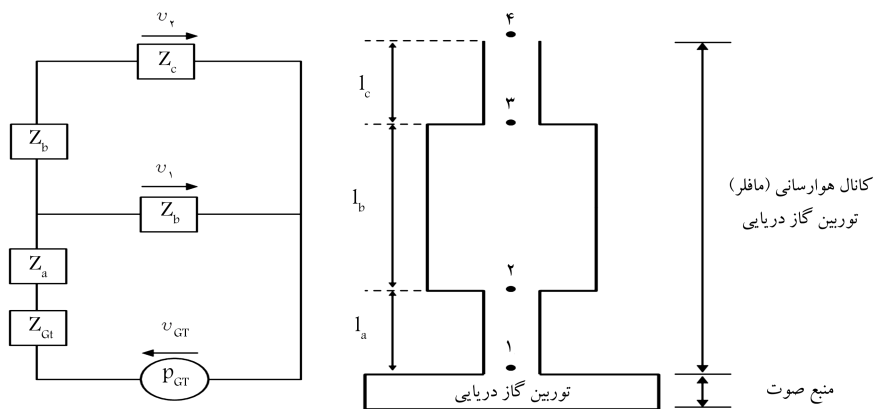 υ۲
Zc
Zb
υ۱
Zb
Za
ZGt
υGT
pGT
۴
lc
۳
lb
۲
la
۱
توربین گاز دریایی
کانال هوارسانی (مافلر)
توربین گاز دریایی
منبع صوت